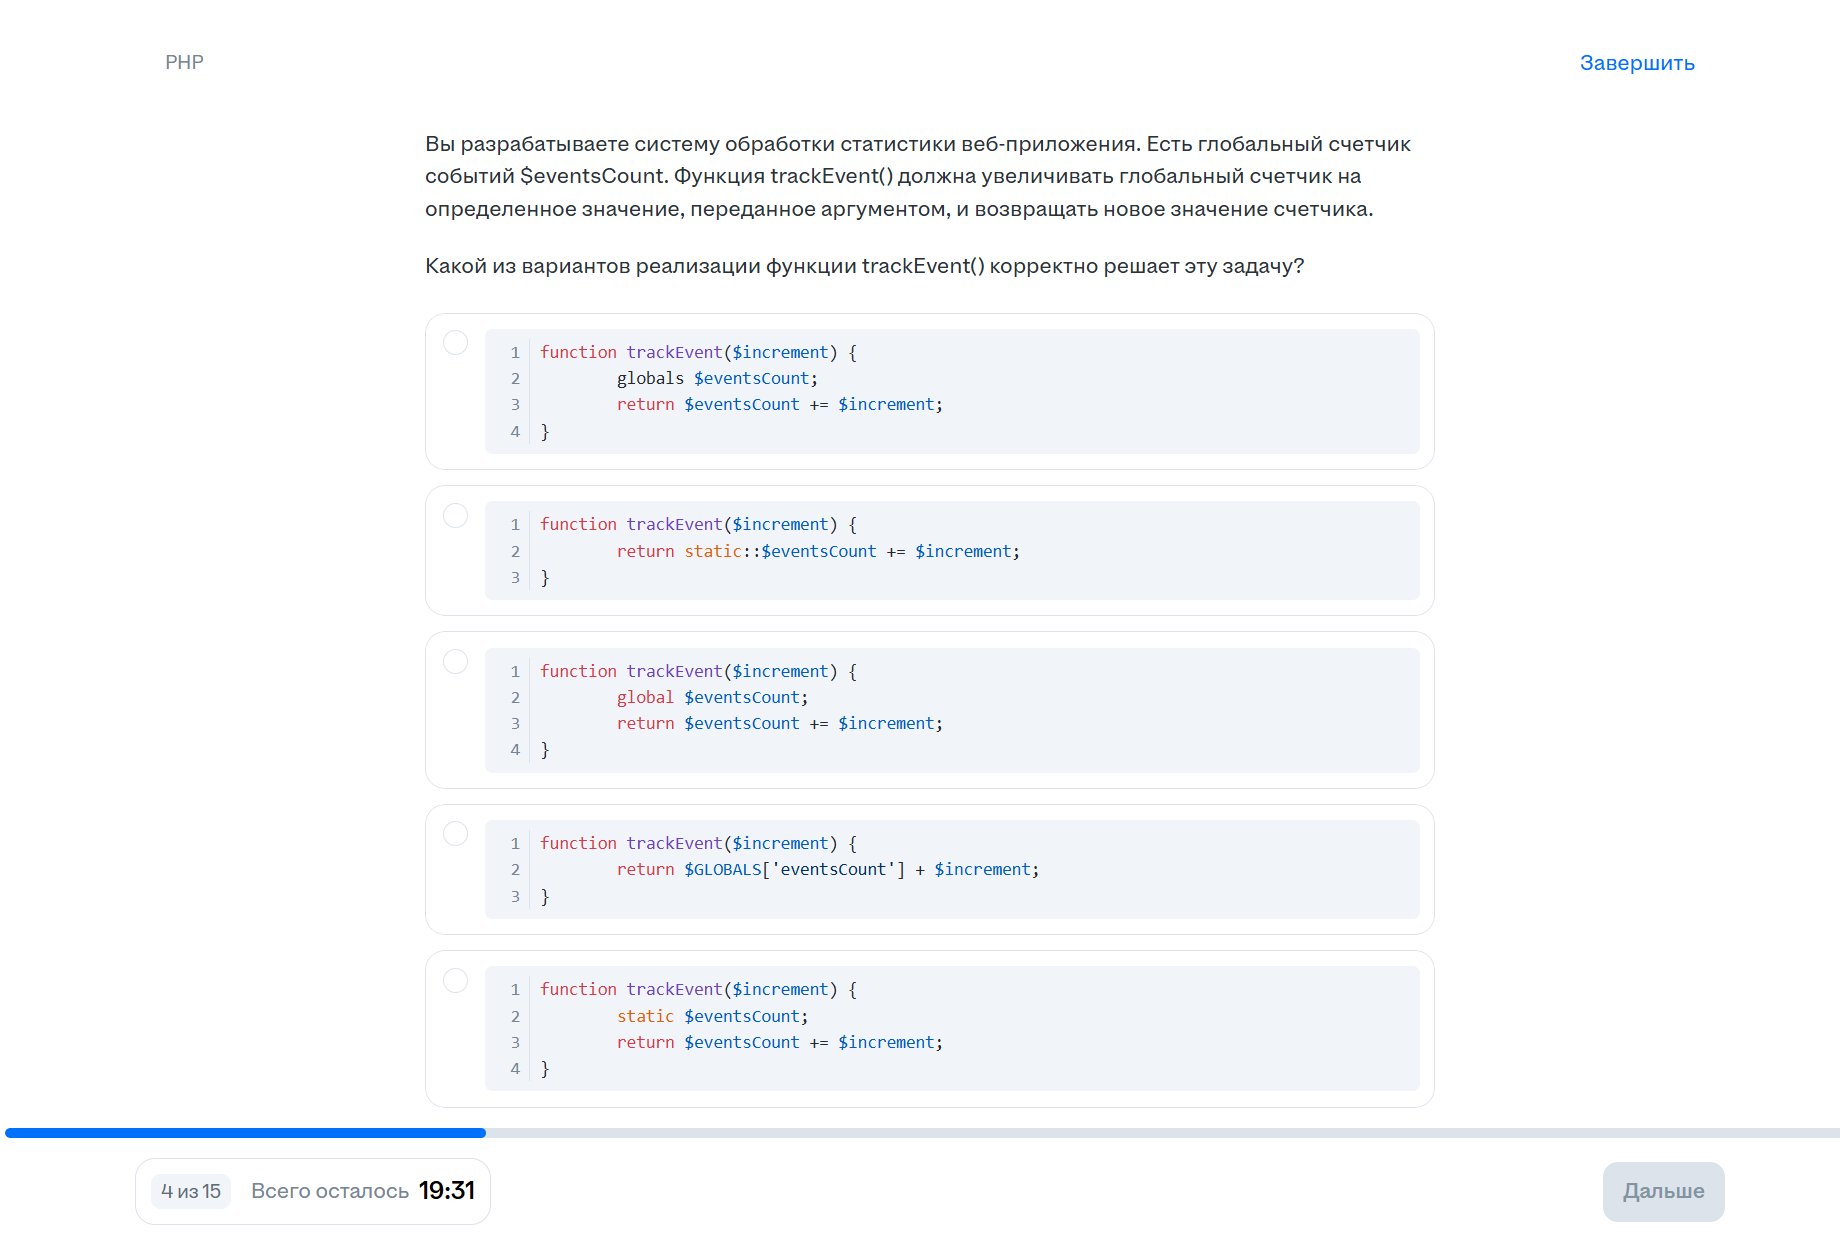 PHP
Завершить
Вы разрабатываете систему обработки статистики веб-приложения. Есть глобальный счетчик
событий $eventsCount. Функция trackEvent() должна увеличивать глобальный счетчик на
определенное значение, переданное аргументом, и возвращать новое значение счетчика.
Какой из вариантов реализации функции trackEvent() корректно решает эту задачу?
1 function trackEvent($increment) {
2 globals $eventsCount;
3 return $eventsCount += $increment;
4 }
1 function trackEvent($increment) {
2 return static::$eventsCount += $increment;
3 }
1 function trackEvent($increment) {
2 global $eventsCount;
3 return $eventsCount += $increment;
4 }
1 function trackEvent($increment) {
2 return $GLOBALS['eventsCount'] + $increment;
3 }
1 function trackEvent($increment) {
2 static $eventsCount;
3 return $eventsCount += $increment;
4 }
4 из 15 Всего осталось 19:31
Дальше